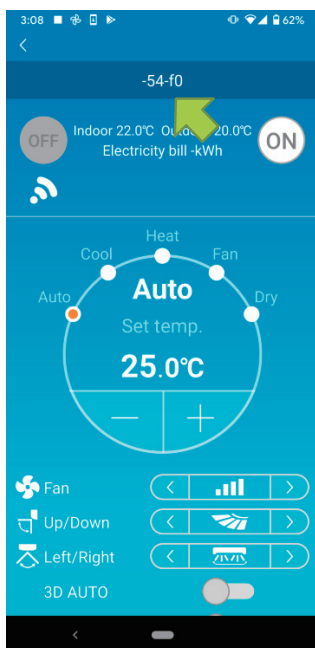 3:08 62%
-54-f0
Indoor 22.0℃ 20.0℃
OFF ON
Electricity bill -kWh
Heat
Cool Fan
Auto Auto Dry
Set temp.
25.0℃
Fan
Up/Down
Left/Right
3D AUTO